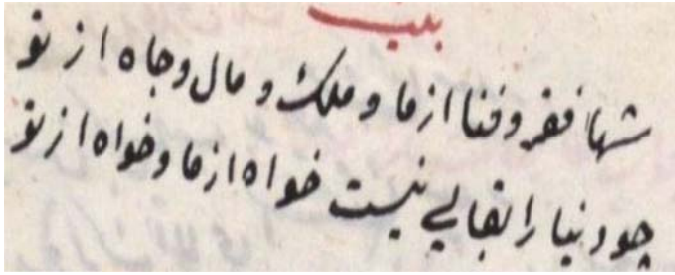 بیت
شها فقر و فنا از ما و ملک و مال و جاه از تو
چو دنیا را بقایی نیست خواه از ما و خواه از تو